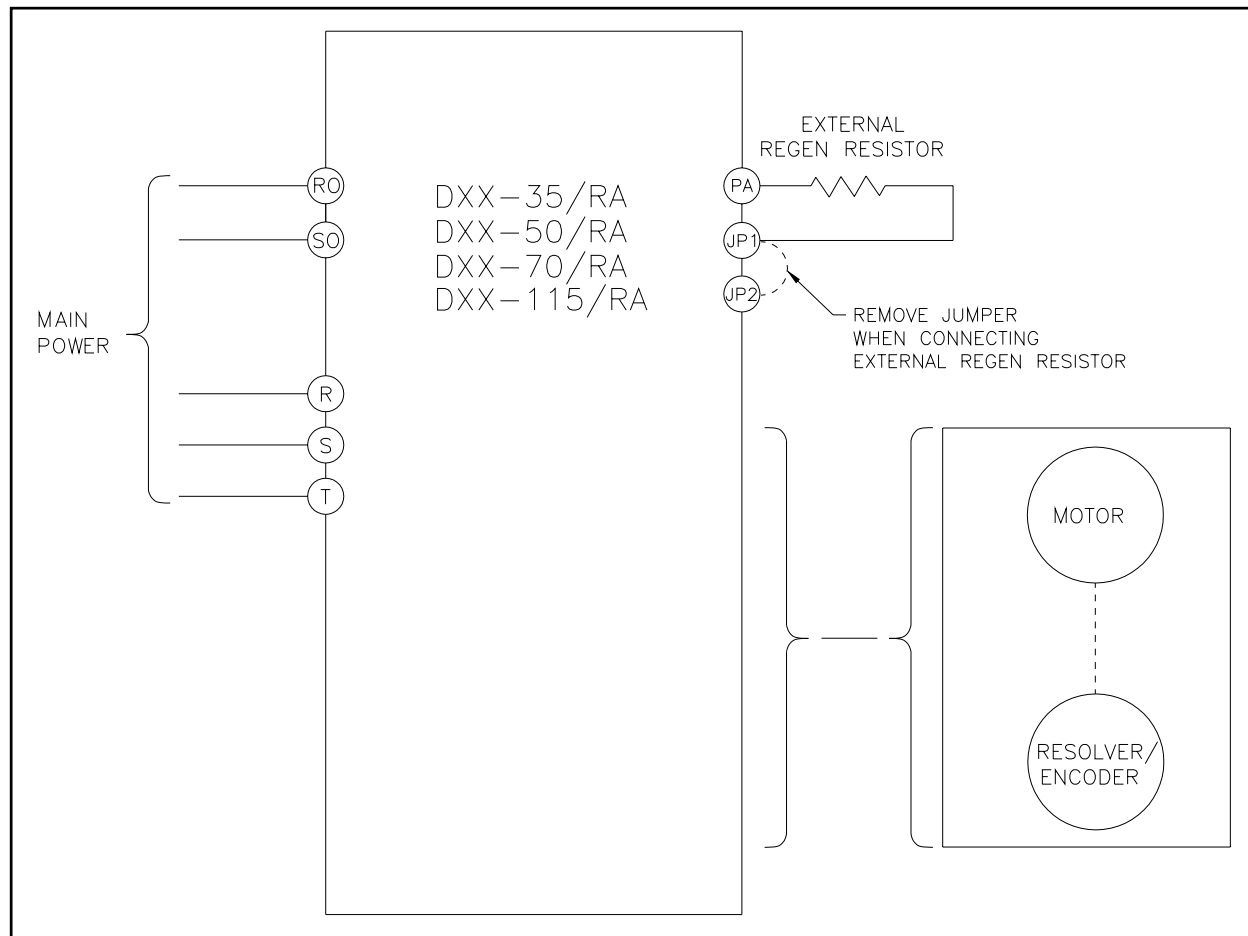 EXTERNAL
REGEN RESISTOR
RO
SO
DXX-35/RA
DXX-50/RA
DXX-70/RA
DXX-115/RA
PA
JP1
JP2
MAIN
POWER
REMOVE JUMPER
WHEN CONNECTING
EXTERNAL REGEN RESISTOR
R
S
T
MOTOR
RESOLVER/
ENCODER